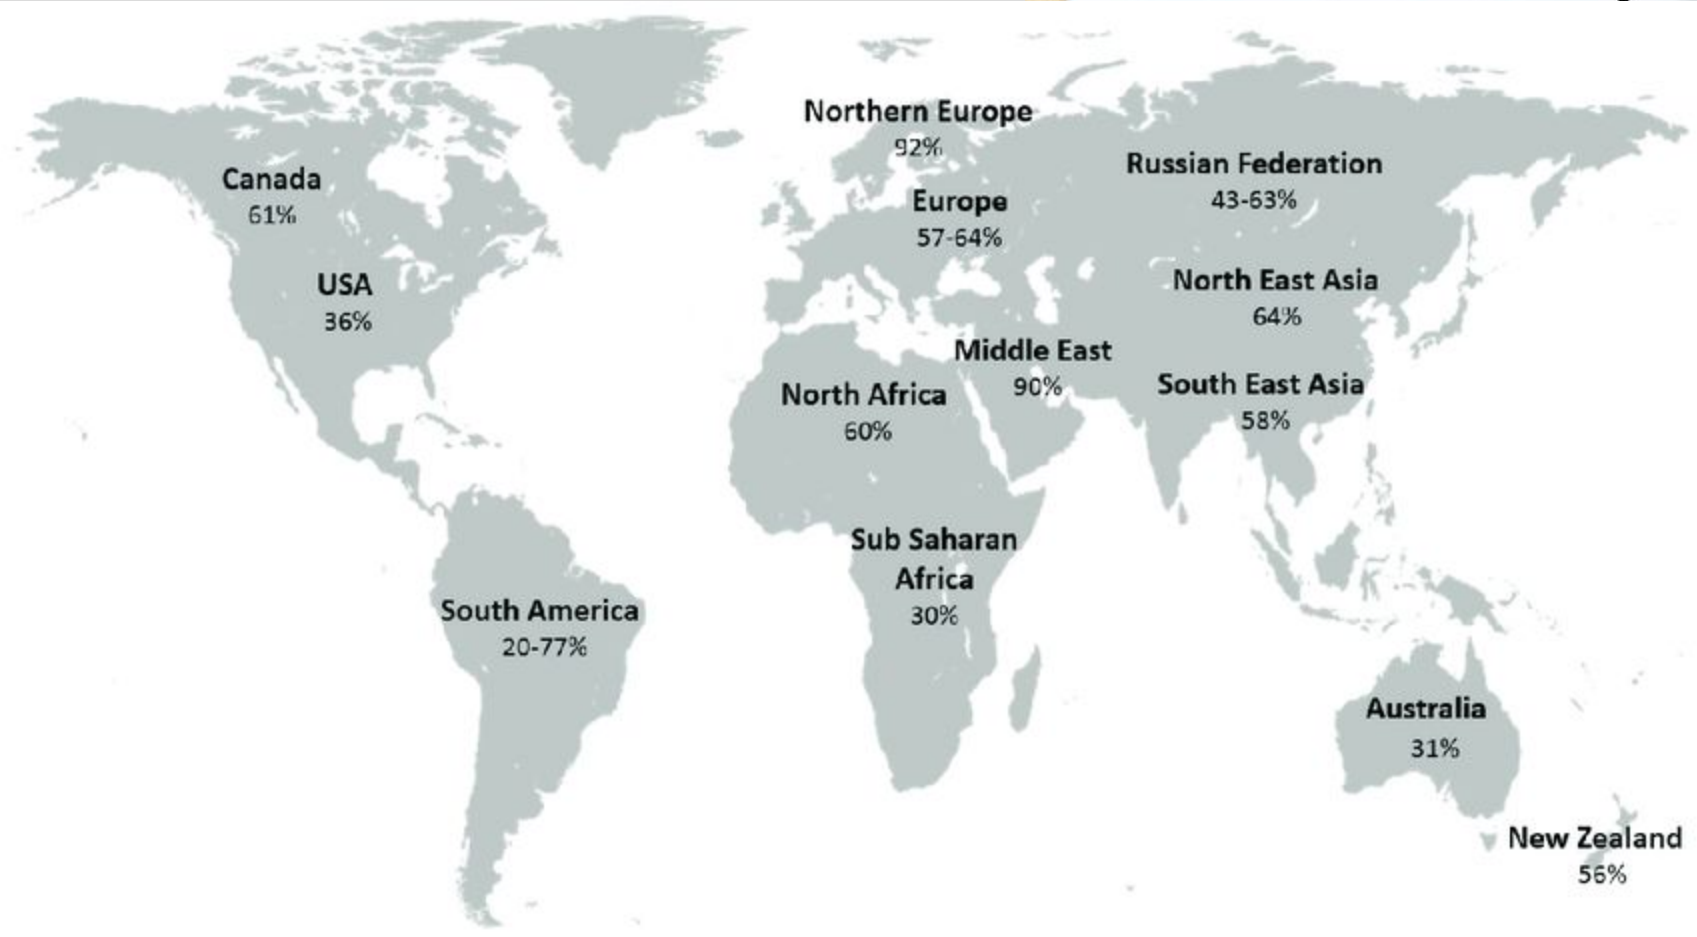 Northern Europe
92%
Canada
61%
Russian Federation
43-63%
Europe
57-64%
USA
36%
North East Asia
64%
Middle East
90%
North Africa
60%
South East Asia
58%
Sub Saharan
Africa
30%
South America
20-77%
Australia
31%
New Zealand
56%